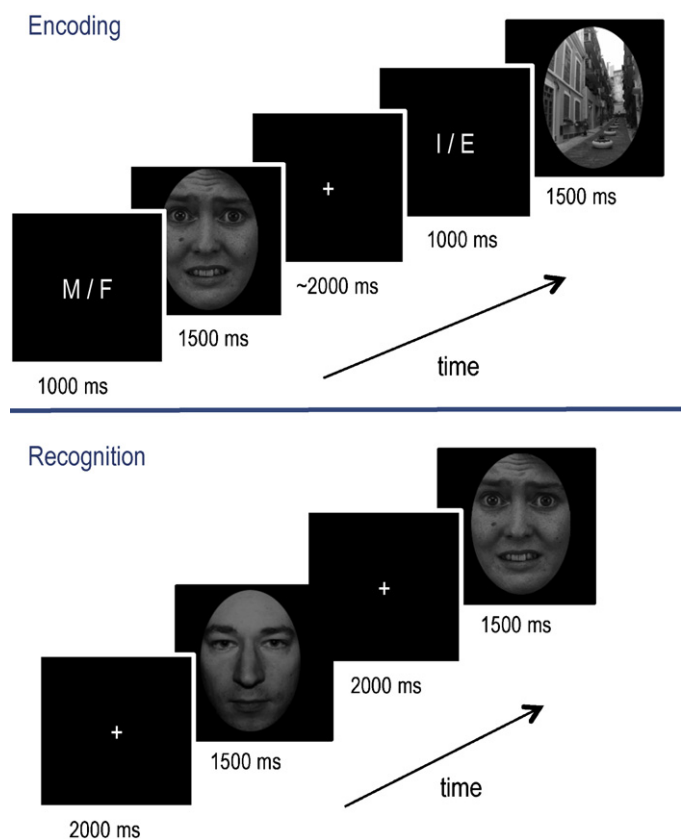 Encoding
M / F
1000 ms
1500 ms
+
~2000 ms
I / E
1000 ms
1500 ms
time
Recognition
+
2000 ms
1500 ms
+
2000 ms
1500 ms
time